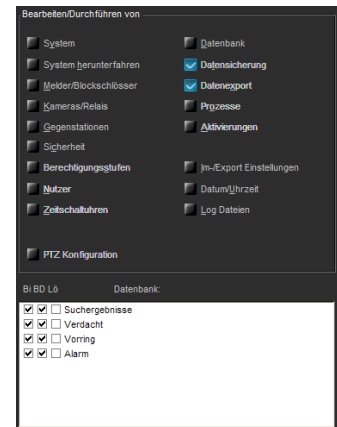 Bearbeiten/Durchführen von
System
Datenbank
System herunterfahren
Datensicherung
Melder/Blockschlösser
Datenexport
Kameras/Relais
Prozesse
Gegenstationen
Aktivierungen
Sicherheit
Berechtigungsstufen
Im-/Export Einstellungen
Nutzer
Datum/Uhrzeit
Zeitschaltuhren
Log Dateien
PTZ Konfiguration
Bi BD Lö Datenbank:
Suchergebnisse
Verdacht
Vorring
Alarm